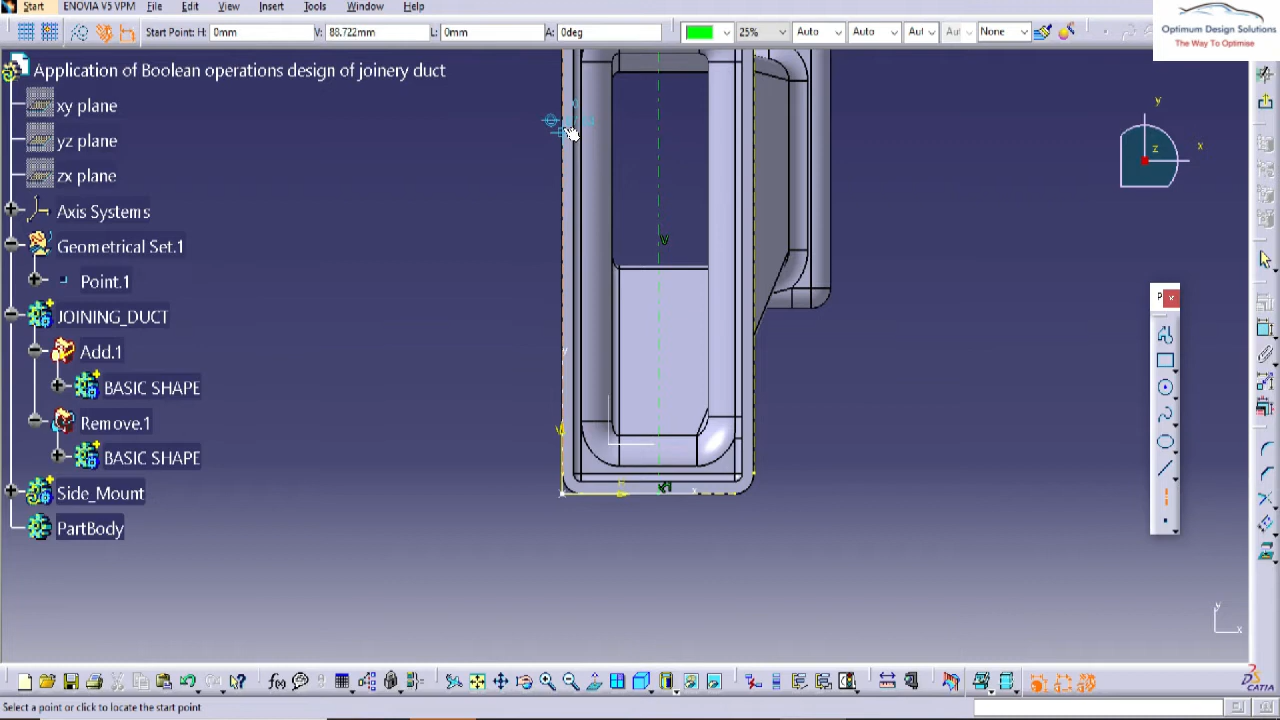 Start ENOVIA V5 VPM File Edit View Insert Tools Window Help
Start Point: H: 0mm V: 88.722mm L: 0mm A: 0deg 25% Auto Auto Aut Aut None
Optimum Design Solutions
The Way To Optimise
Application of Boolean operations design of joinery duct
xy plane
yz plane
zx plane
Axis Systems
Geometrical Set.1
Point.1
JOINING_DUCT
Add.1
BASIC SHAPE
Remove.1
BASIC SHAPE
Side_Mount
PartBody
y
x
z
V
H
y
x
P
y
x
CATIA
Select a point or click to locate the start point